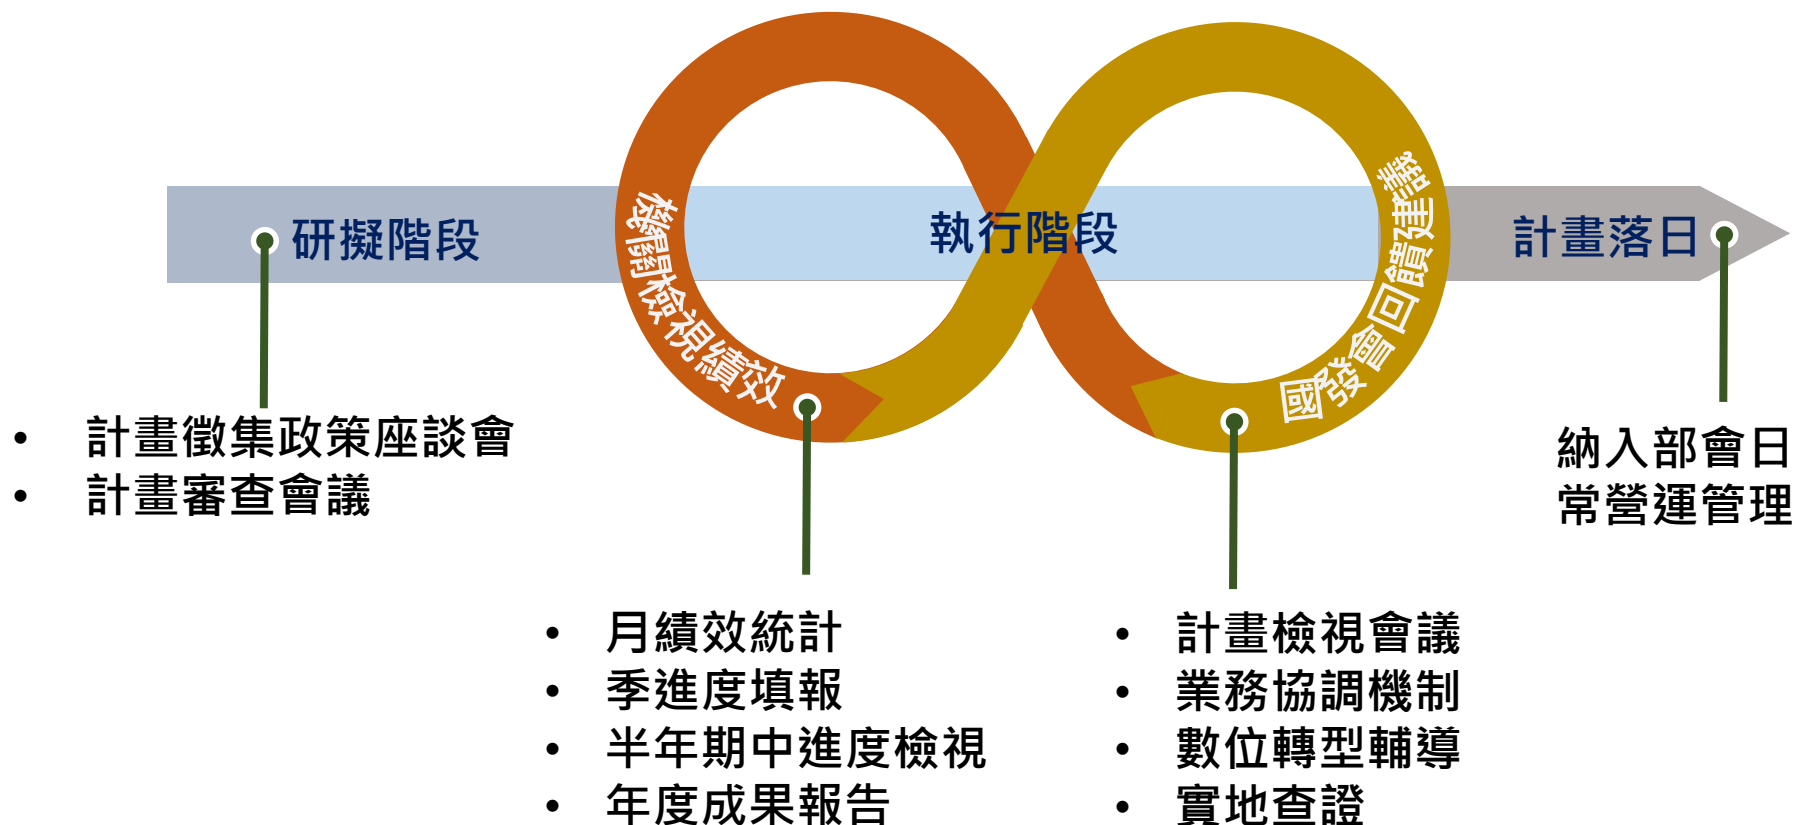 研擬階段
執行階段
計畫落日
機關檢視績效
國發會回饋建議
• 計畫徵集政策座談會
• 計畫審查會議
納入部會日
常營運管理
• 月績效統計
• 季進度填報
• 半年期中進度檢視
• 年度成果報告
• 計畫檢視會議
• 業務協調機制
• 數位轉型輔導
• 實地查證